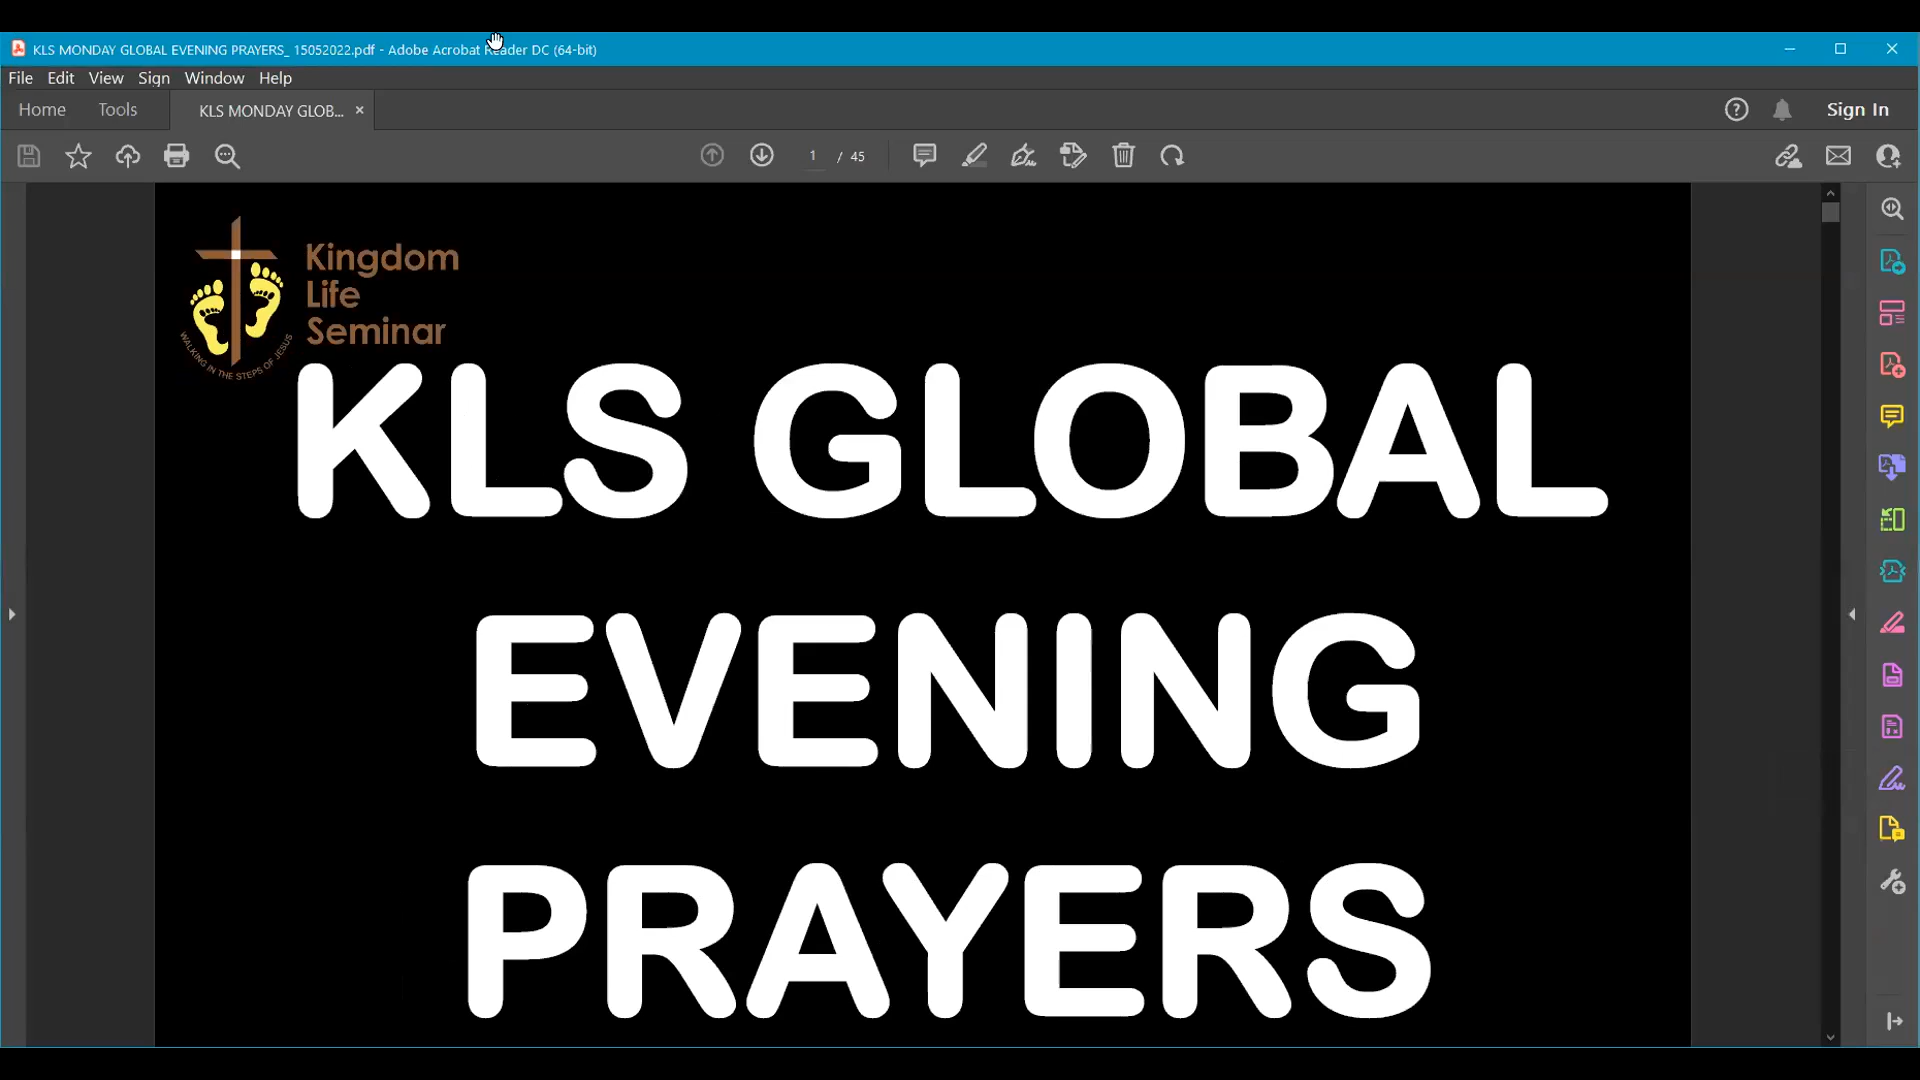 KLS MONDAY GLOBAL EVENING PRAYERS_ 15052022.pdf - Adobe Acrobat Reader DC (64-bit)
File Edit View Sign Window Help
Home Tools KLS MONDAY GLOB... ×
Sign In
1 / 45
Kingdom
Life
Seminar
WALKING IN THE STEPS OF JESUS
KLS GLOBAL
EVENING
PRAYERS